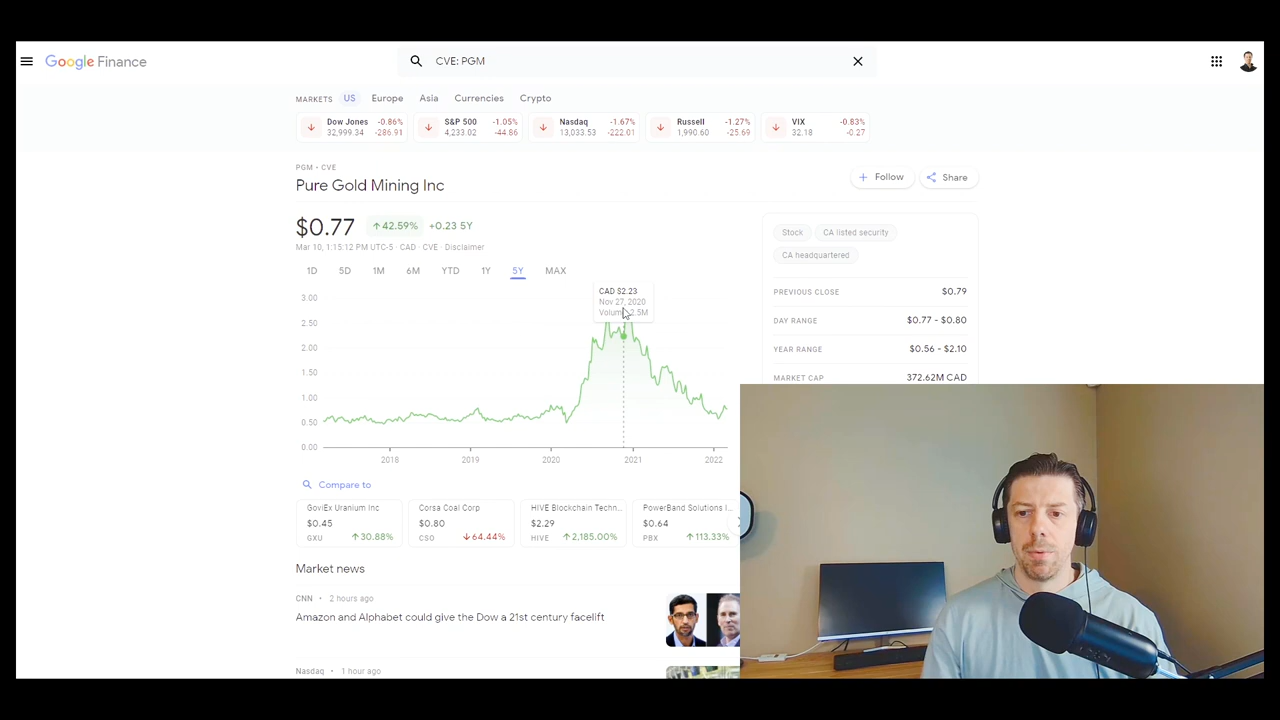 Google Finance
CVE: PGM
MARKETS US Europe Asia Currencies Crypto
Dow Jones -0.86%
32,999.34 -286.91
S&P 500 -1.05%
4,233.02 -44.86
Nasdaq -1.67%
13,033.53 -222.01
Russell -1.27%
1,990.60 -25.69
VIX -0.83%
32.18 -0.27
PGM • CVE
Pure Gold Mining Inc
Follow
Share
$0.77 42.59% +0.23 5Y
Mar 10, 1:15:12 PM UTC-5 · CAD · CVE · Disclaimer
1D 5D 1M 6M YTD 1Y 5Y MAX
CAD $2.23
Nov 27, 2020
2.5M
3.00
2.50
2.00
1.50
1.00
0.50
0.00
2018 2019 2020 2021 2022
Stock CA listed security
CA headquartered
PREVIOUS CLOSE $0.79
DAY RANGE $0.77 - $0.80
YEAR RANGE $0.56 - $2.10
MARKET CAP 372.62M CAD
Compare to
GoviEx Uranium Inc
$0.45
GXU 30.88%
Corsa Coal Corp
$0.80
CSO 64.44%
HIVE Blockchain Techn...
$2.29
HIVE 2,185.00%
PowerBand Solutions I...
$0.64
PBX 113.33%
Market news
CNN • 2 hours ago
Amazon and Alphabet could give the Dow a 21st century facelift
Nasdaq • 1 hour ago